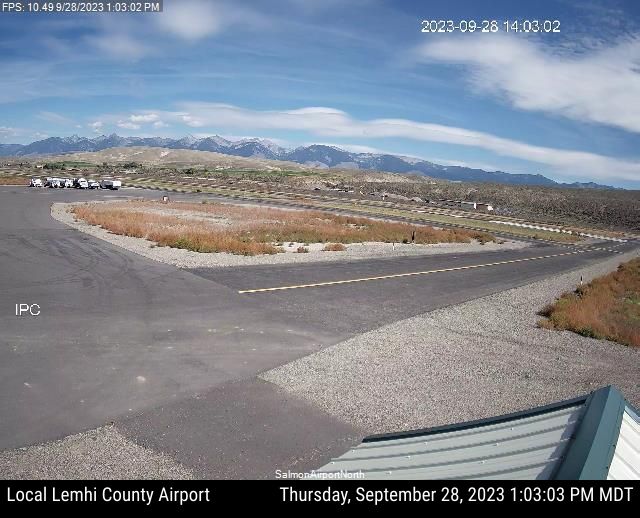 FPS: 10.49 9/28/2023 1:03:02 PM
2023-09-28 14:03:02
IPC
SalmonAirportNorth
Local Lemhi County Airport Thursday, September 28, 2023 1:03:03 PM MDT